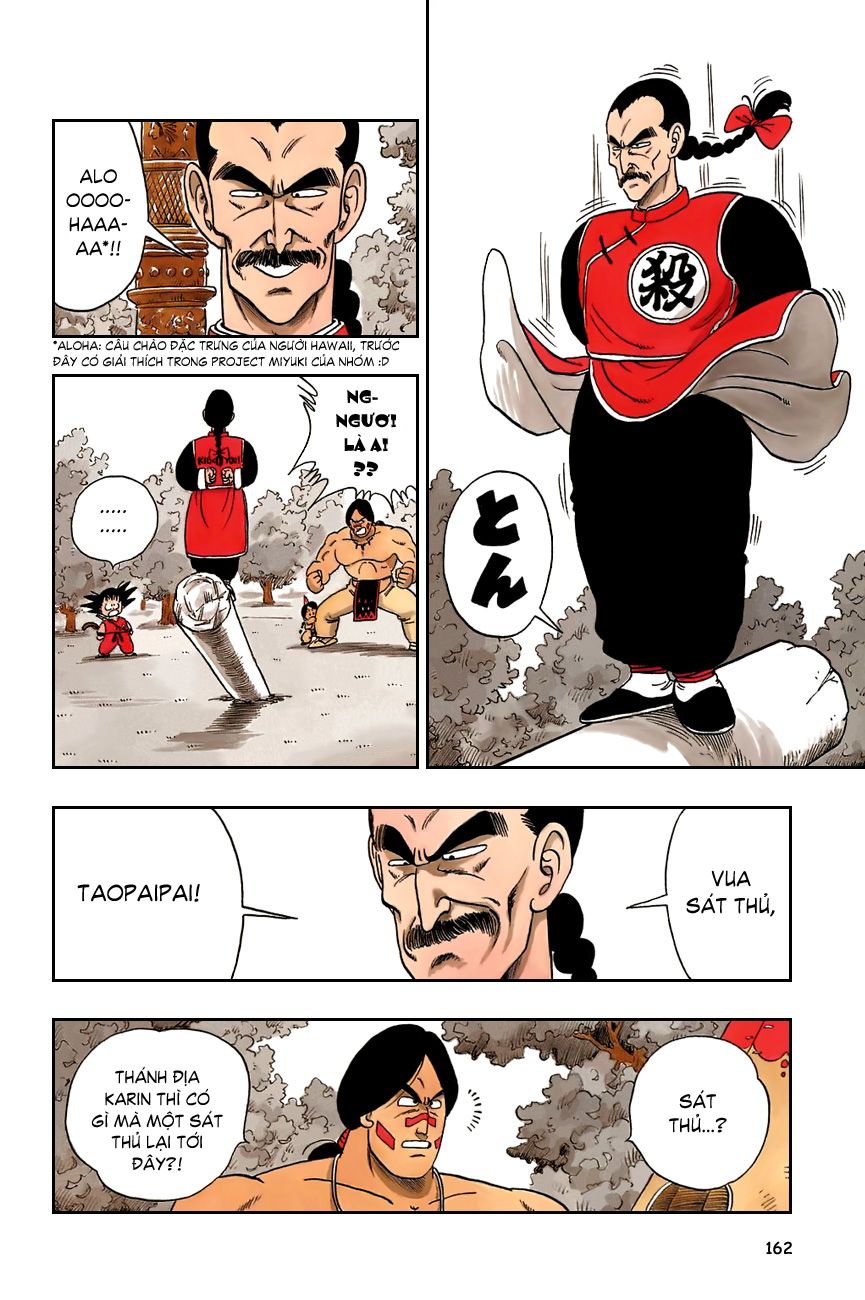 殺
とん
ALO
OOOO-
HAAA-
AA*!!
*ALOHA: CÂU CHÀO ĐẶC TRƯNG CỦA NGƯỜI HAWAII, TRƯỚC
ĐÂY CÓ GIẢI THÍCH TRONG PROJECT MIYUKI CỦA NHÓM :D
NG-
NGƯƠI
LÀ AI
??
.....
.....
VUA
SÁT THỦ,
TAOPAIPAI!
SÁT
THỦ...?
THÁNH ĐỊA
KARIN THÌ CÓ
GÌ MÀ MỘT SÁT
THỦ LẠI TỚI
ĐÂY?!
162